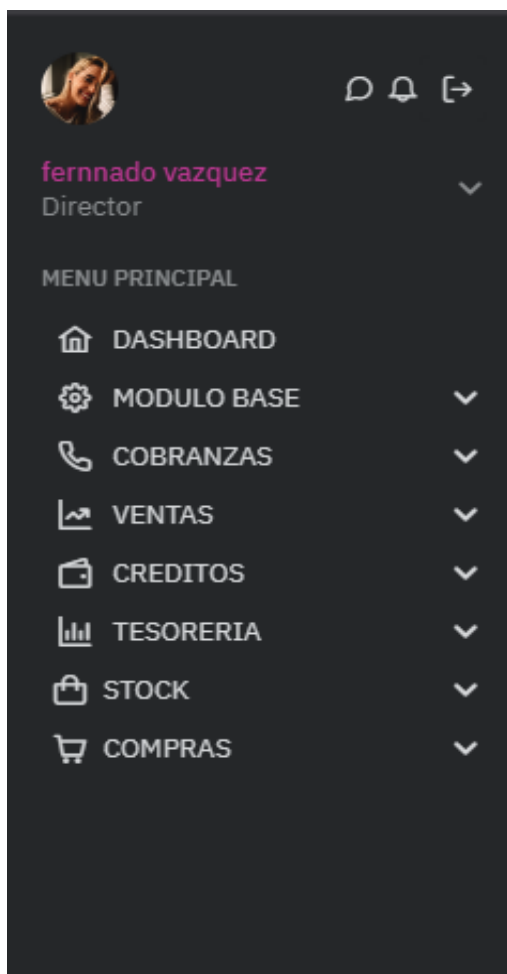 fernnado vazquez
Director
MENU PRINCIPAL
DASHBOARD
MODULO BASE
COBRANZAS
VENTAS
CREDITOS
TESORERIA
STOCK
COMPRAS